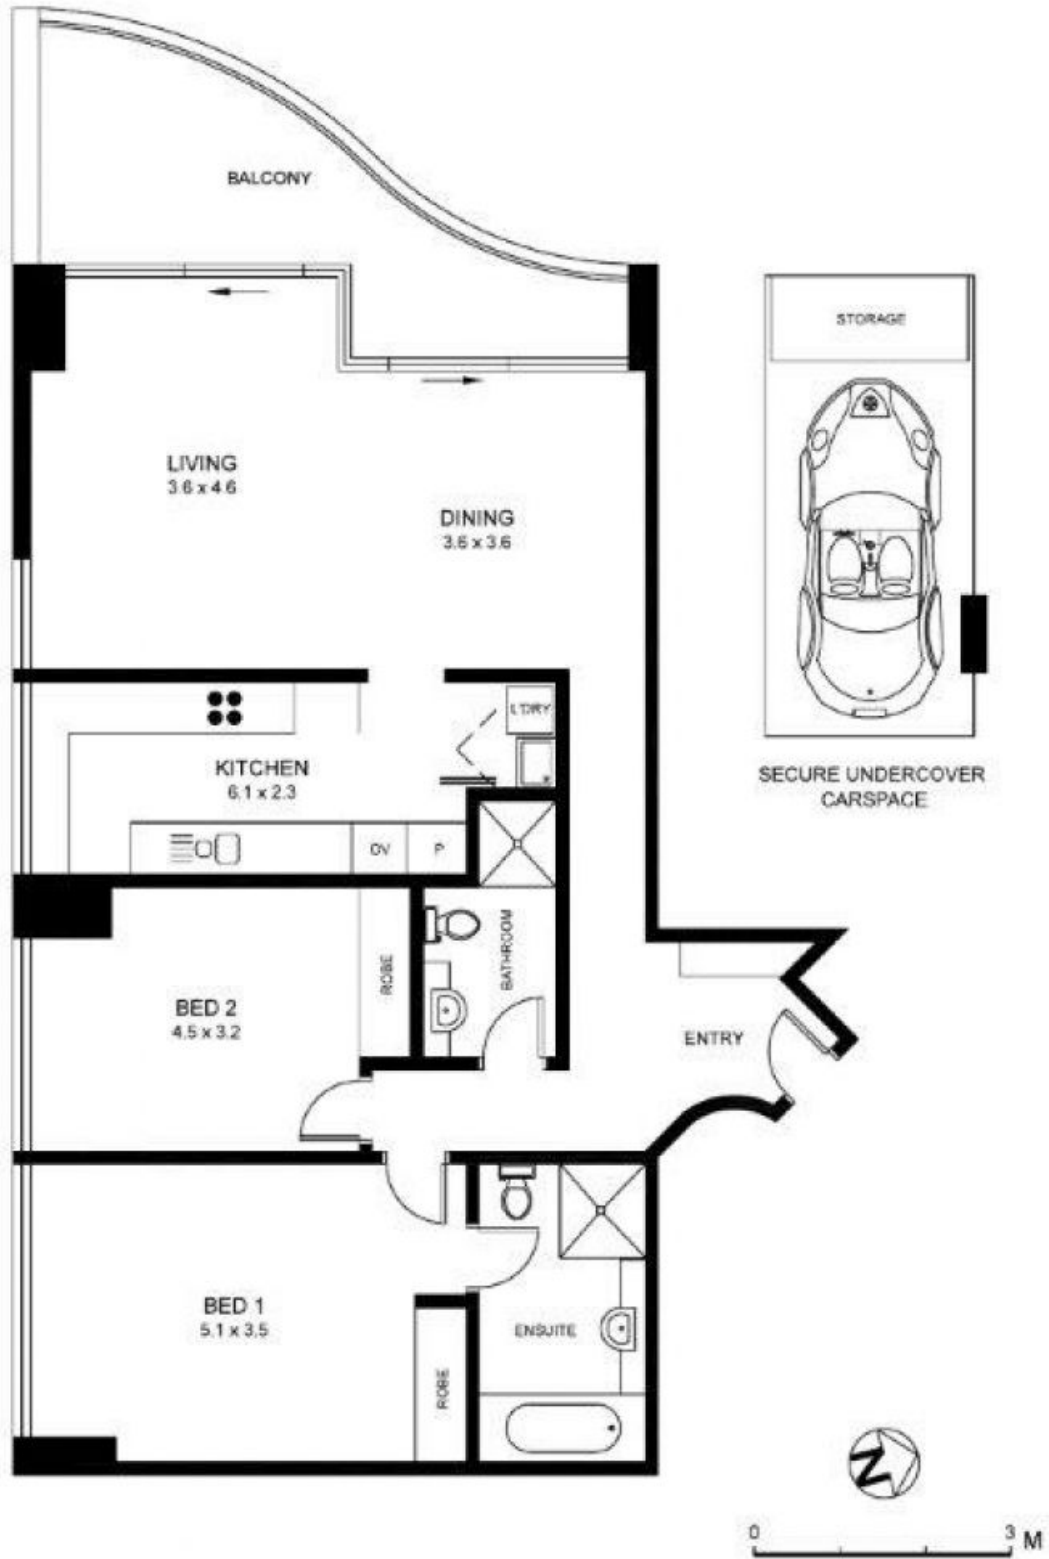 BALCONY
STORAGE
LIVING
3.6 x 4.6
DINING
3.6 x 3.6
L'DRY
KITCHEN
6.1 x 2.3
OV
P
SECURE UNDERCOVER
CARSPACE
ROBE
BATHROOM
BED 2
4.5 x 3.2
ENTRY
BED 1
5.1 x 3.5
ENSUITE
ROBE
N
0
3 M